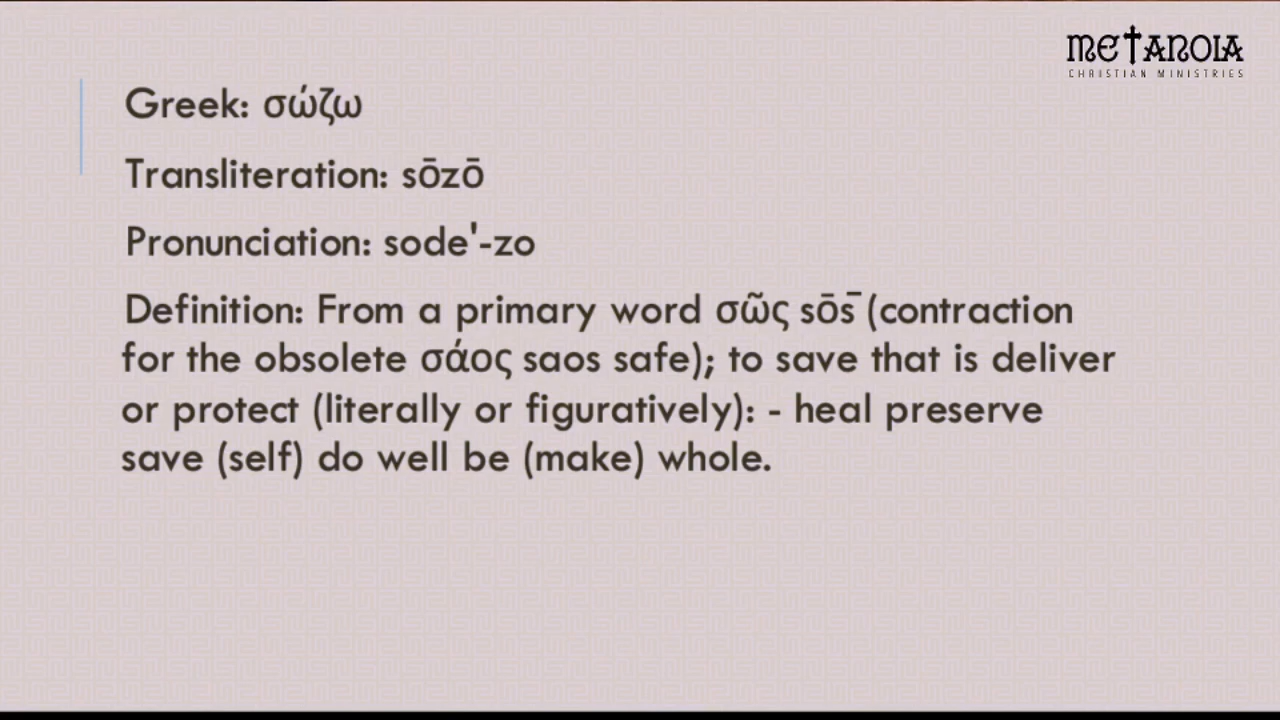 METANOIA
CHRISTIAN MINISTRIES
Greek: σώζω
Transliteration: sōzō
Pronunciation: sode'-zo
Definition: From a primary word σῶς sōs ̄ (contraction
for the obsolete σάος saos safe); to save that is deliver
or protect (literally or figuratively): - heal preserve
save (self) do well be (make) whole.